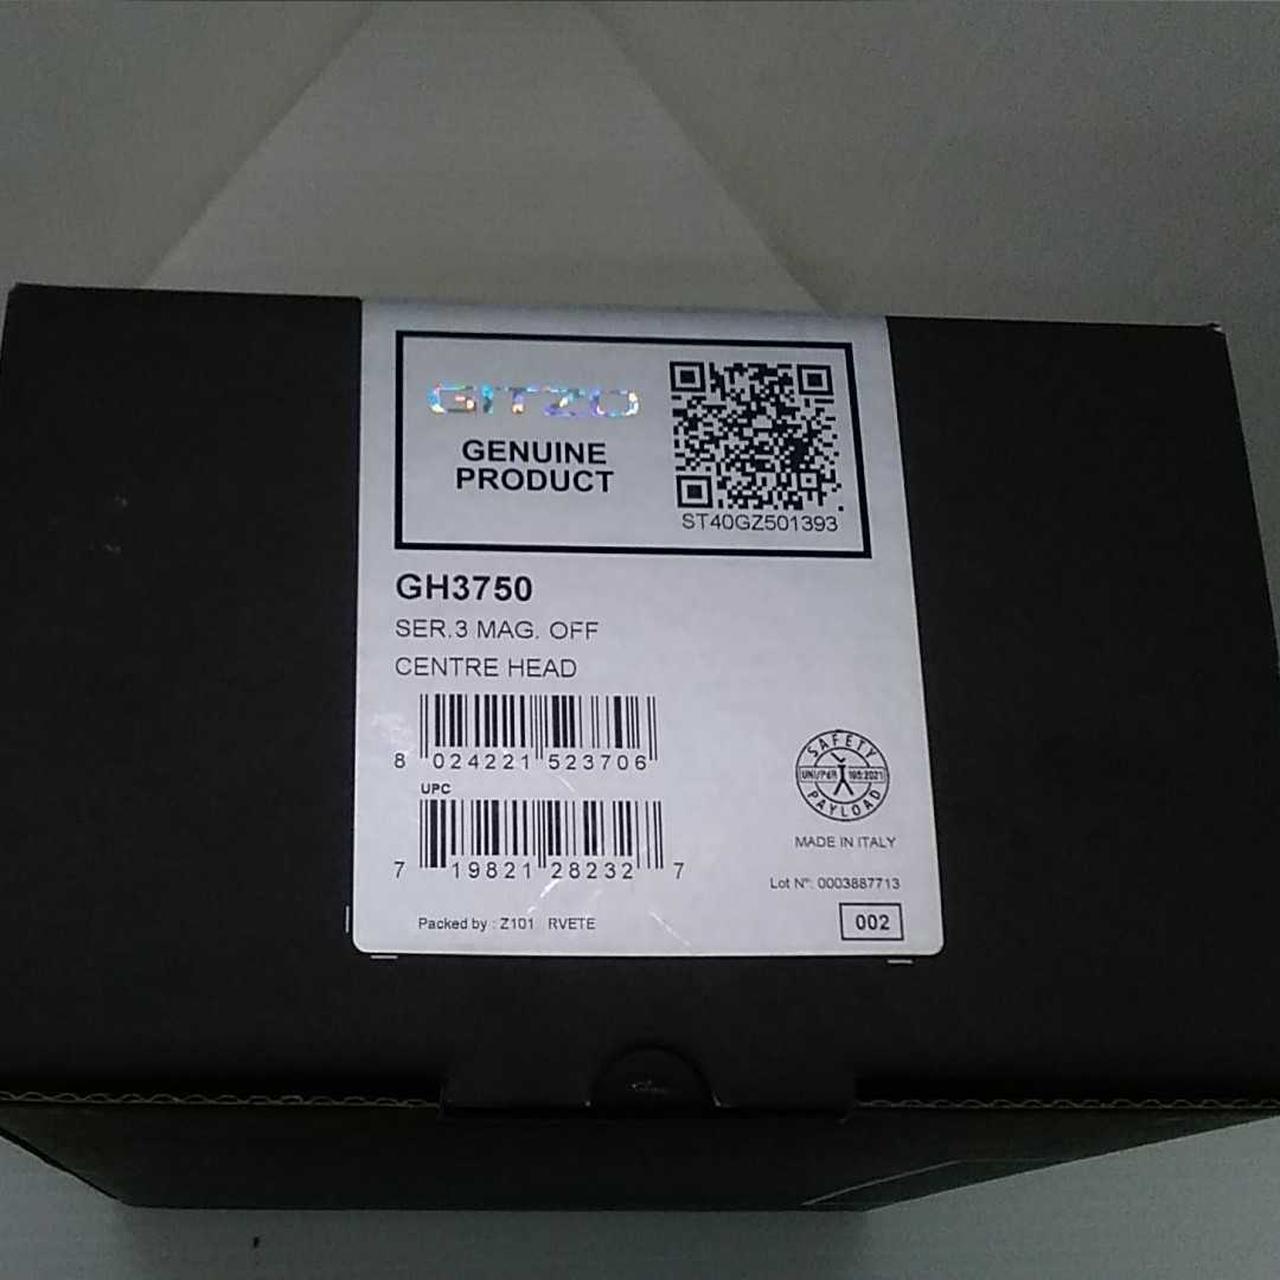 GITZO
GENUINE
PRODUCT
ST40GZ501393
GH3750
SER.3 MAG. OFF
CENTRE HEAD
8 024221 523706
UPC
7 19821 28232 7
SAFETY
UNI/PdR 105:2021
PAYLOAD
MADE IN ITALY
Lot N°: 0003887713
Packed by : Z101 RVETE
002